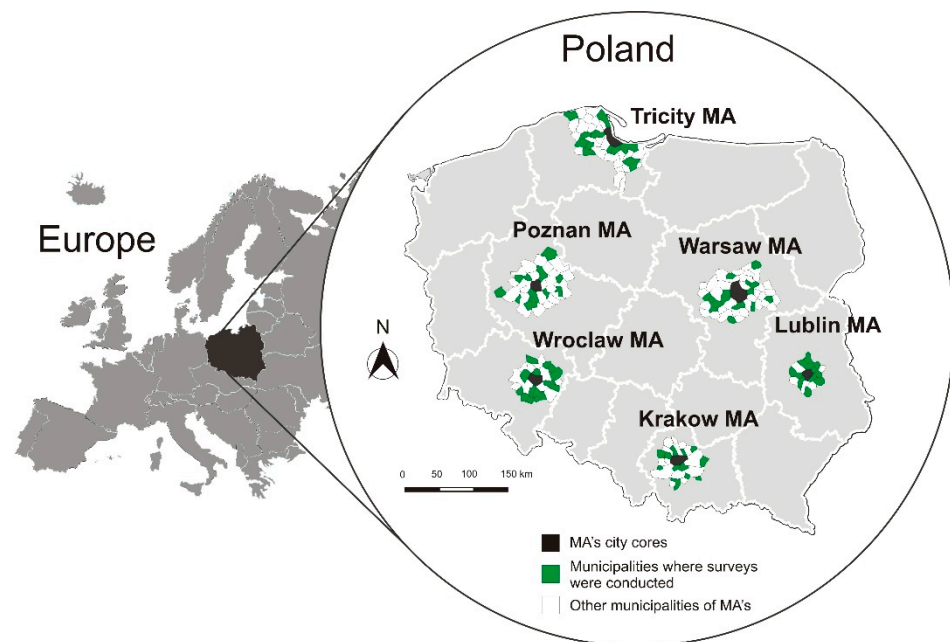 Poland
Tricity MA
Europe
Poznan MA
Warsaw MA
N
Wroclaw MA
Lublin MA
Krakow MA
0 50 100 150 km
MA's city cores
Municipalities where surveys
were conducted
Other municipalities of MA's